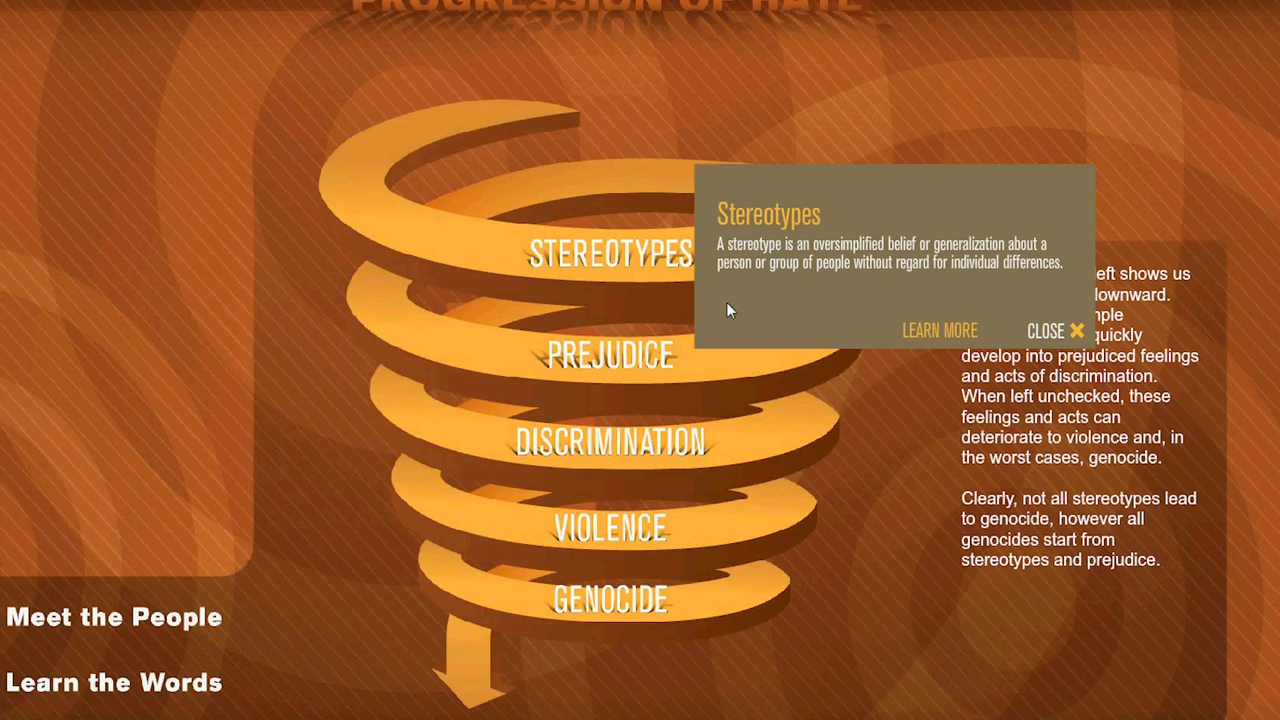 PROGRESSION OF HATE
STEREOTYPES
PREJUDICE
DISCRIMINATION
VIOLENCE
GENOCIDE
Stereotypes
A stereotype is an oversimplified belief or generalization about a
person or group of people without regard for individual differences.
LEARN MORE
CLOSE
shows us
quickly
develop into prejudiced feelings
and acts of discrimination.
When left unchecked, these
feelings and acts can
deteriorate to violence and, in
the worst cases, genocide.
Clearly, not all stereotypes lead
to genocide, however all
genocides start from
stereotypes and prejudice.
Meet the People
Learn the Words